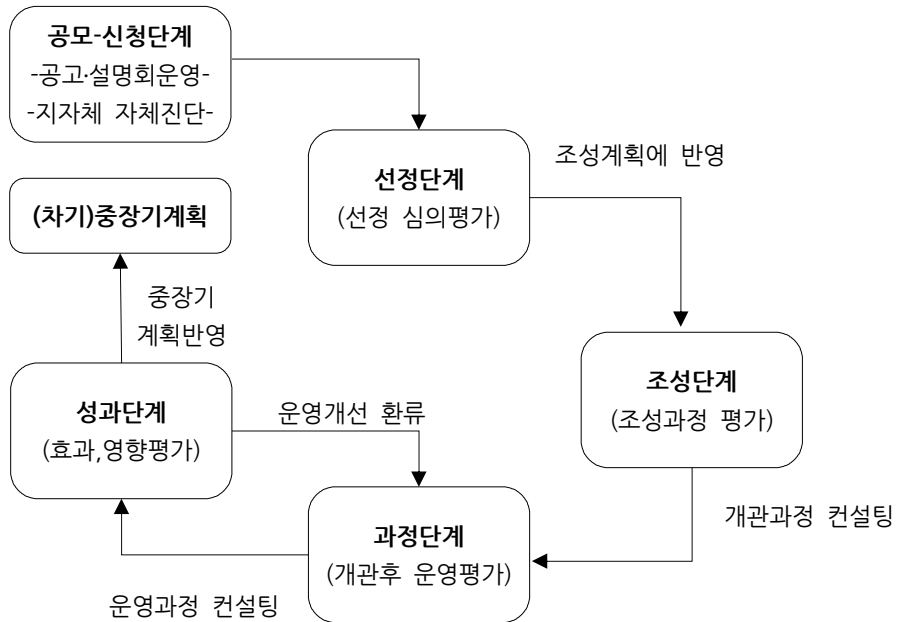 공모-신청단계
-공고·설명회운영-
-지자체 자체진단-
선정단계
(선정 심의평가)
조성계획에 반영
(차기)중장기계획
중장기
계획반영
조성단계
(조성과정 평가)
성과단계
(효과,영향평가)
운영개선 환류
개관과정 컨설팅
과정단계
(개관후 운영평가)
운영과정 컨설팅